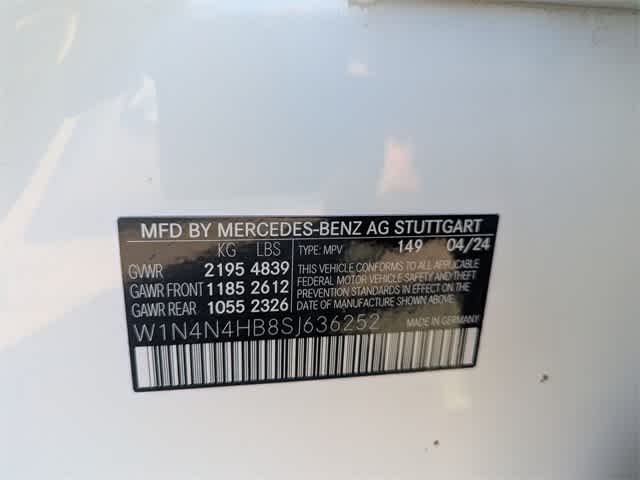 MFD BY MERCEDES-BENZ AG STUTTGART
KG LBS TYPE: MPV 149 04/24
GVWR 2195 4839
GAWR FRONT 1185 2612
GAWR REAR 1055 2326
THIS VEHICLE CONFORMS TO ALL APPLICABLE
FEDERAL MOTOR VEHICLE SAFETY AND THEFT
PREVENTION STANDARDS IN EFFECT ON THE
DATE OF MANUFACTURE SHOWN ABOVE.
W1N4N4HB8SJ636252 MADE IN GERMANY